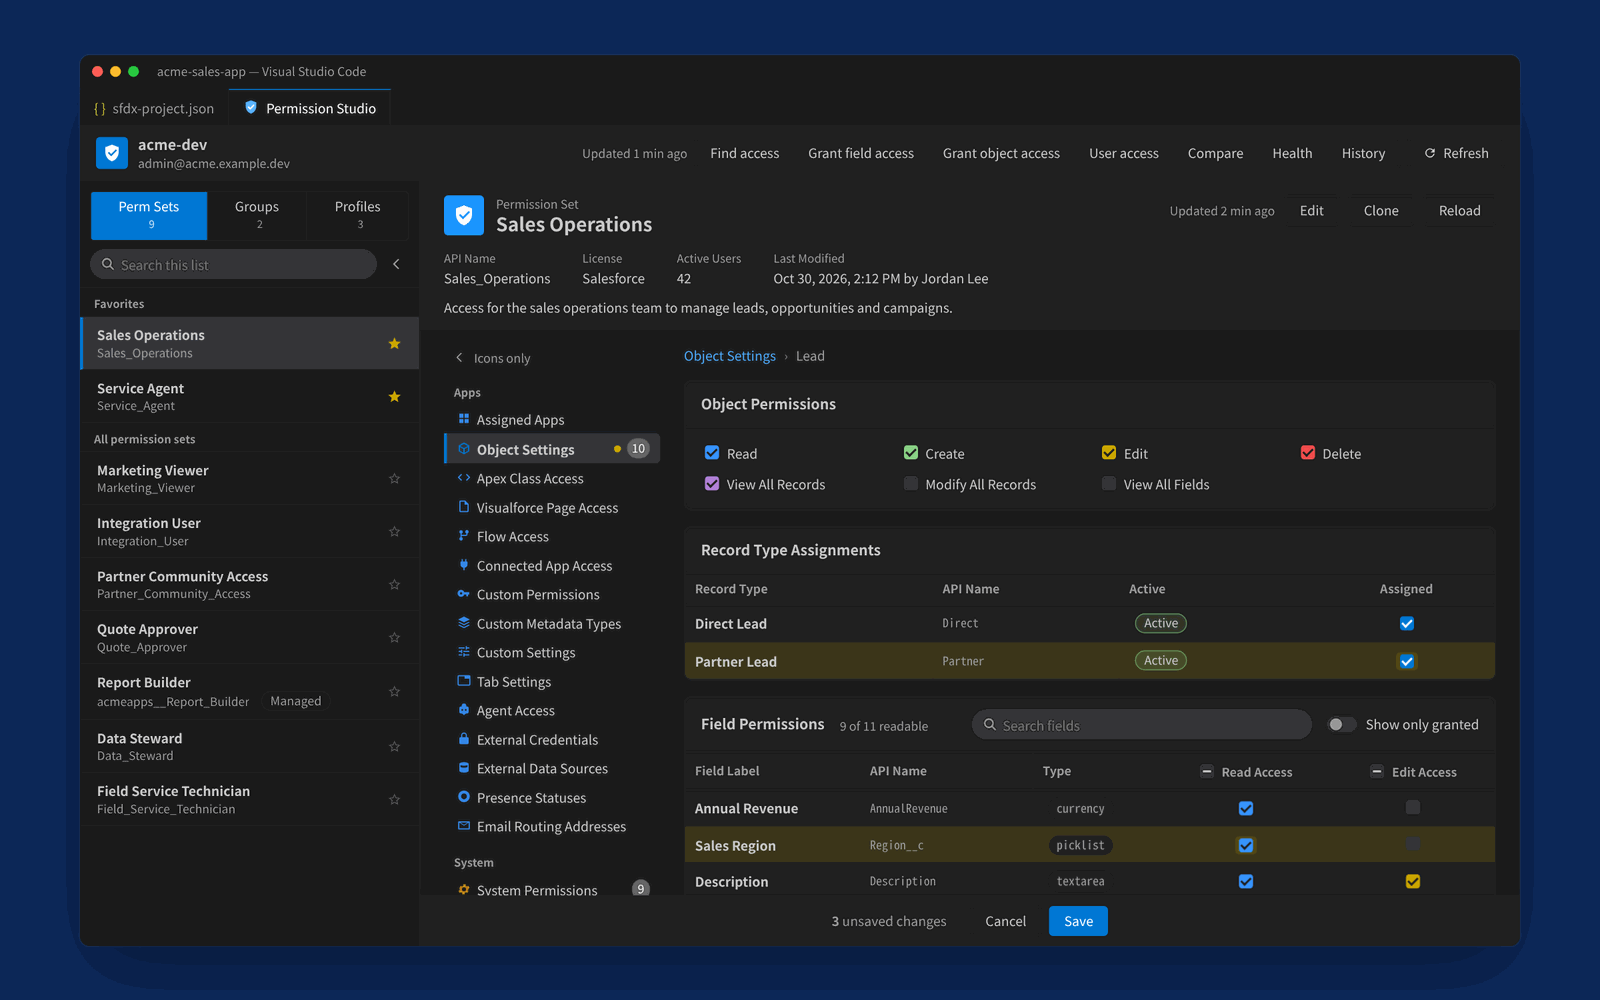 acme-sales-app — Visual Studio Code
{ } sfdx-project.json
Permission Studio
acme-dev
admin@acme.example.dev
Updated 1 min ago
Find access
Grant field access
Grant object access
User access
Compare
Health
History
Refresh
Perm Sets
9
Groups
2
Profiles
3
Search this list
Favorites
Sales Operations
Sales_Operations
Service Agent
Service_Agent
All permission sets
Marketing Viewer
Marketing_Viewer
Integration User
Integration_User
Partner Community Access
Partner_Community_Access
Quote Approver
Quote_Approver
Report Builder
acmeapps__Report_Builder Managed
Data Steward
Data_Steward
Field Service Technician
Field_Service_Technician
Permission Set
Sales Operations
Updated 2 min ago
Edit
Clone
Reload
API Name
Sales_Operations
License
Salesforce
Active Users
42
Last Modified
Oct 30, 2026, 2:12 PM by Jordan Lee
Access for the sales operations team to manage leads, opportunities and campaigns.
Icons only
Apps
Assigned Apps
Object Settings 10
Apex Class Access
Visualforce Page Access
Flow Access
Connected App Access
Custom Permissions
Custom Metadata Types
Custom Settings
Tab Settings
Agent Access
External Credentials
External Data Sources
Presence Statuses
Email Routing Addresses
System
System Permissions 9
Object Settings › Lead
Object Permissions
Read
Create
Edit
Delete
View All Records
Modify All Records
View All Fields
Record Type Assignments
Record Type API Name Active Assigned
Direct Lead Direct Active
Partner Lead Partner Active
Field Permissions 9 of 11 readable
Search fields
Show only granted
Field Label API Name Type Read Access Edit Access
Annual Revenue AnnualRevenue currency
Sales Region Region__c picklist
Description Description textarea
3 unsaved changes
Cancel
Save